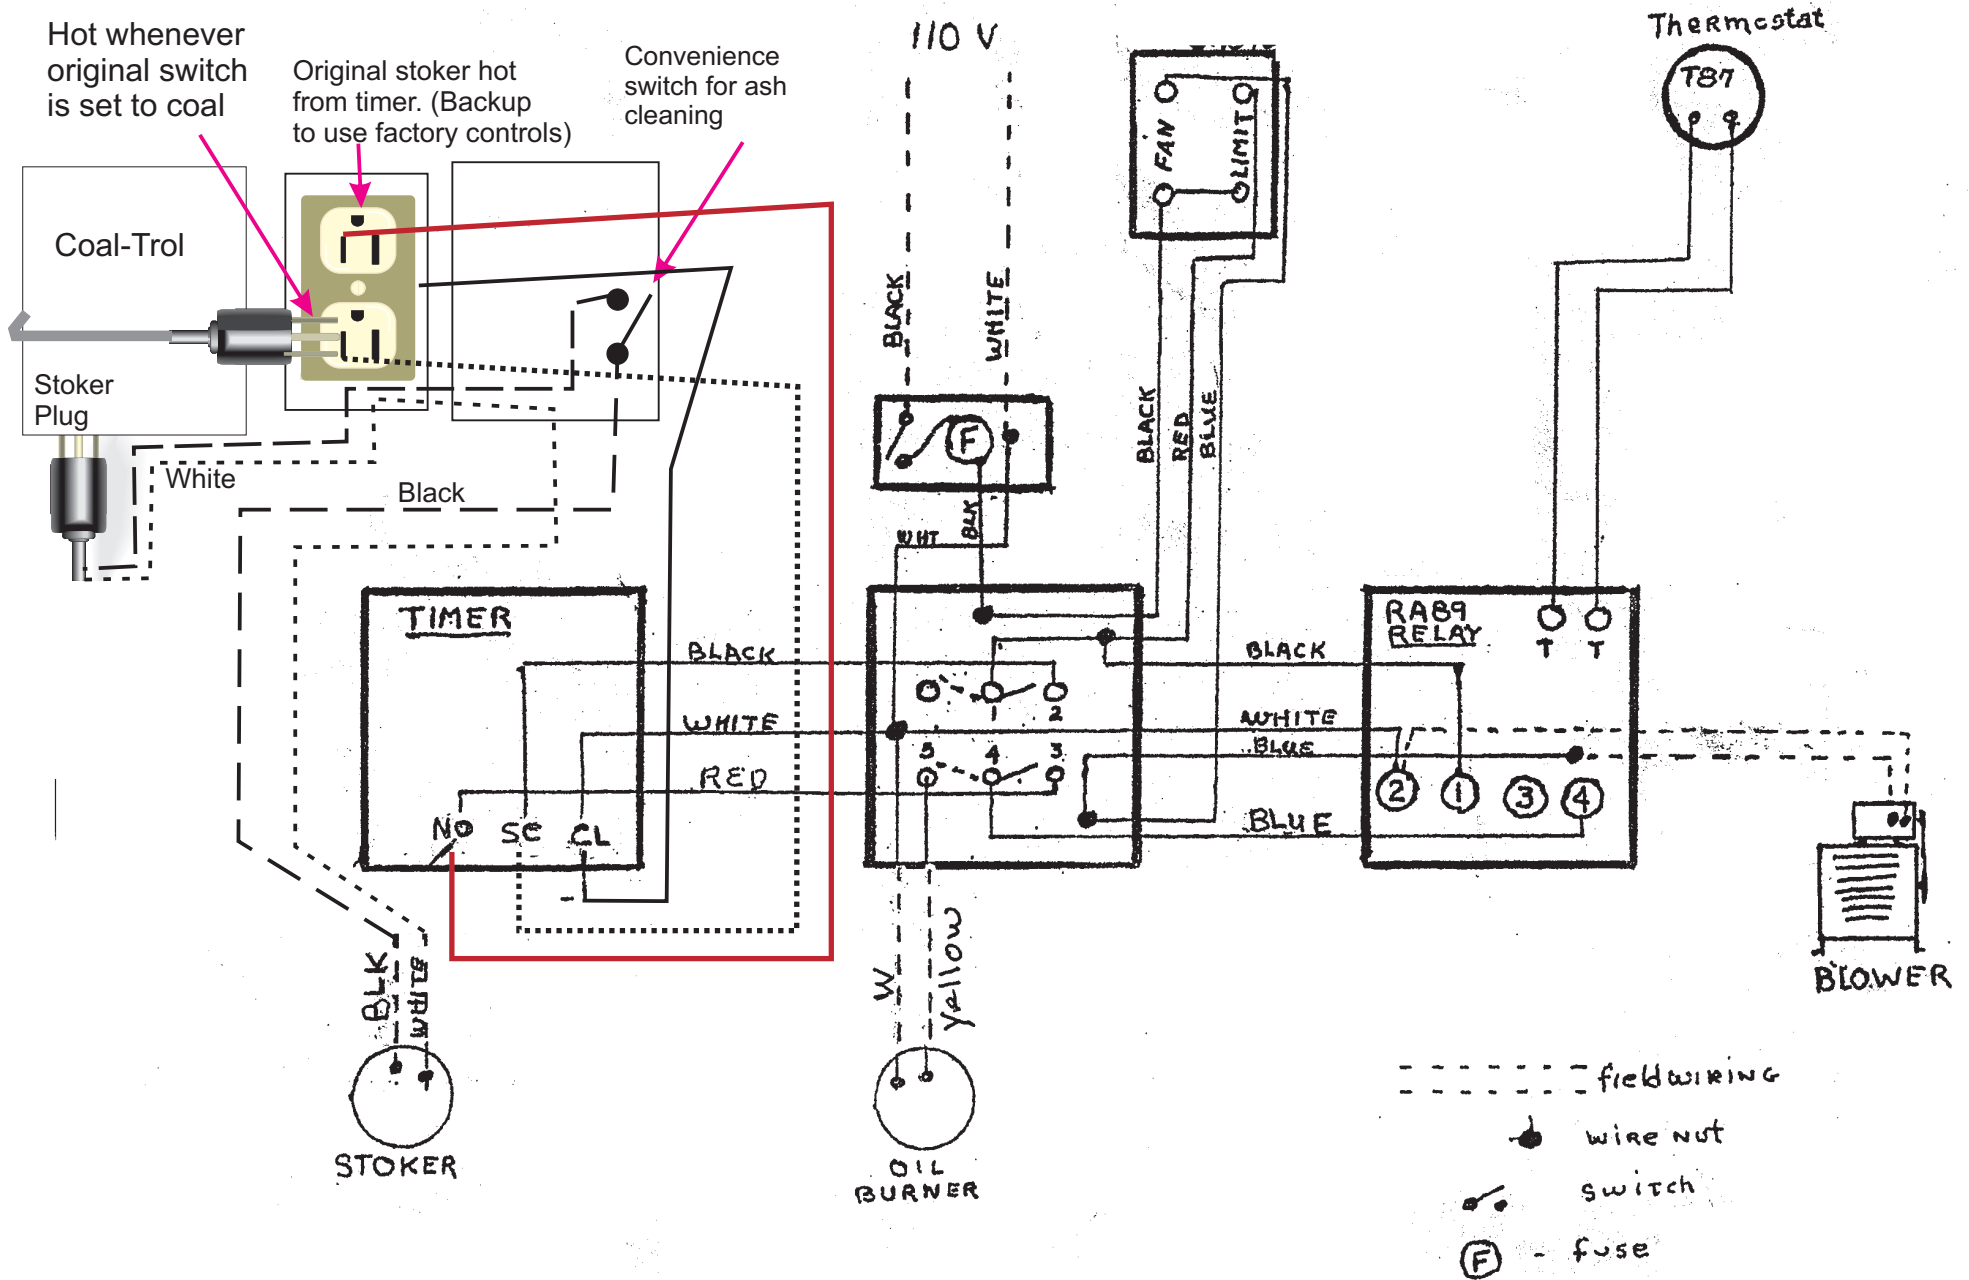 Hot whenever
original switch
is set to coal
Original stoker hot
from timer. (Backup
to use factory controls)
Convenience
switch for ash
cleaning
Coal-Trol
Stoker
Plug
White
Black
110 V
BLACK
WHITE
F
WHT
BLK
FAN
LIMIT
BLACK
RED
BLUE
Thermostat
T87
TIMER
BLACK
WHITE
RED
NO
SC
CL
1
2
5
4
3
BLACK
WHITE
BLUE
BLUE
RA89
RELAY
T
T
2
1
3
4
BLOWER
BLK
STOKER
W
Yellow
OIL
BURNER
field WIRING
wire Nut
switch
F - fuse